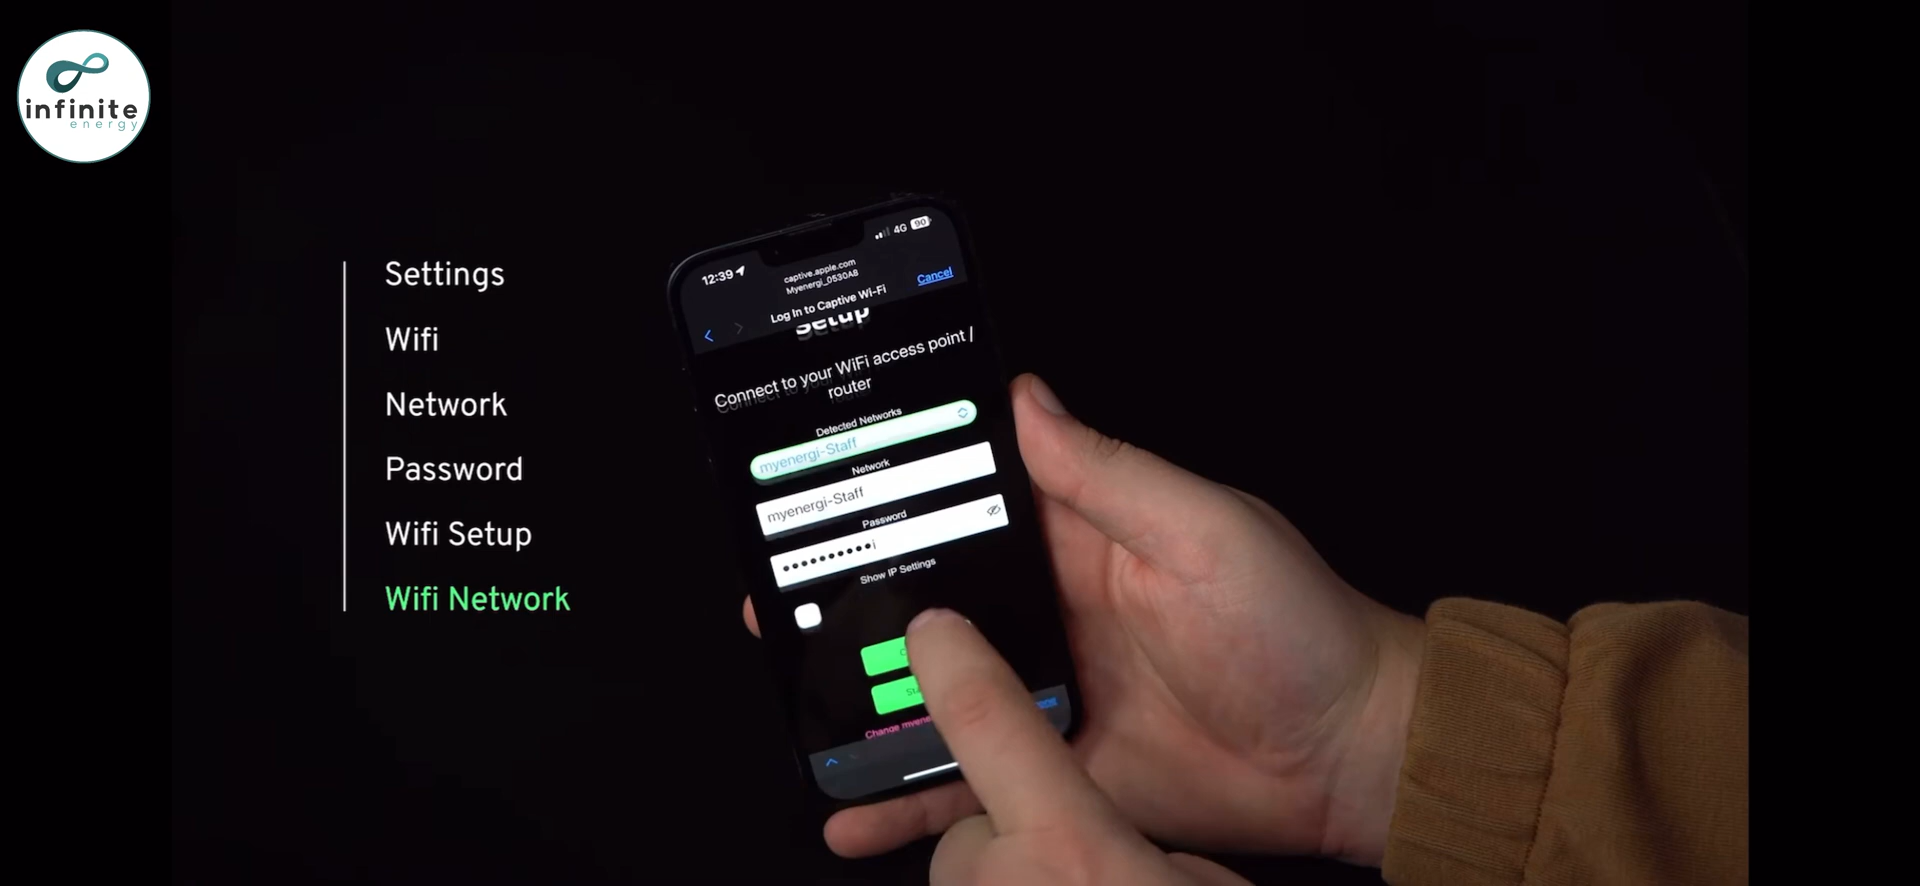 infinite
energy
Settings
Wifi
Network
Password
Wifi Setup
Wifi Network
12:39
4G
90
captive.apple.com
Myenergi_0530A8
Log In to Captive Wi-Fi
Cancel
Setup
Connect to your WiFi access point /
router
Detected Networks
myenergi-Staff
Network
myenergi-Staff
Password
••••••••••
Show IP Settings
Change